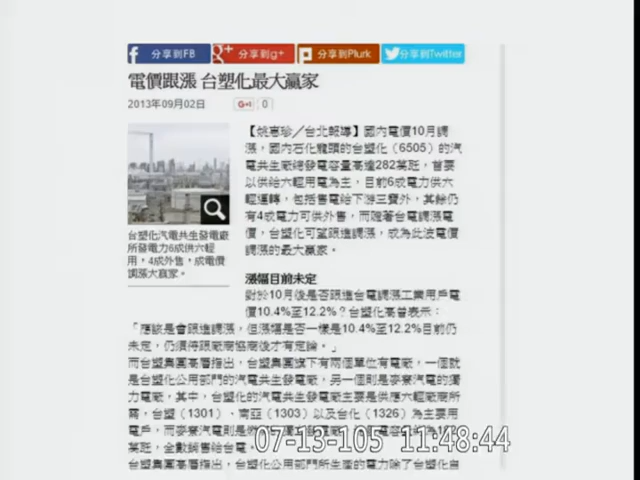 分享到FB 分享到g+ 分享到Plurk 分享到Twitter
電價跟漲 台塑化最大贏家
2013年09月02日 G+1 0
【姚惠珍╱台北報導】國內電價10月調
漲，國內石化龍頭的台塑化（6505）的汽
電共生廠總發電容量高達282萬瓩，首要
以供給六輕用電為主，目前6成電力供六
輕運轉，包括售電給下游三寶外，其餘仍
有4成電力可供外售，而隨著台電調漲電
價，台塑化可望跟進調漲，成為此波電價
調漲的最大贏家。
台塑化汽電共生發電廠
所發電力6成供六輕
用，4成外售，成電價
調漲大贏家。
漲幅目前未定
對於10月後是否跟進台電調漲工業用戶電
價10.4%至12.2%？台塑化高普表示：
「應該是會跟進調漲，但漲幅是否一樣是10.4%至12.2%目前仍
未定，仍須待跟廠商協商後才有定論。」
而台塑集團高層指出，台塑集團旗下有兩個單位有電廠，一個就
是台塑化公用部門的汽電共生發電廠，另一個則是麥寮汽電的獨
力電廠，其中，台塑化的汽電共生發電廠主要是供應六輕廠商所
需，台塑（1301）、南亞（1303）以及台化（1326）為主要用
電戶，而麥寮汽電則是
萬瓩，全數銷售給台電，
07-13-105 11:48:44
台塑集團高層指出，台塑化公用部門所生產的電力除了台塑化自